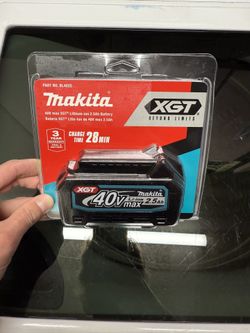 PART NO. BL4025
makita
40V max XGT® Lithium-Ion 2.5Ah Battery
XGT
BEYOND LIMITS
CHARGE TIME 28 MIN
3 YEAR
XGT
40V max
makita
2.5Ah